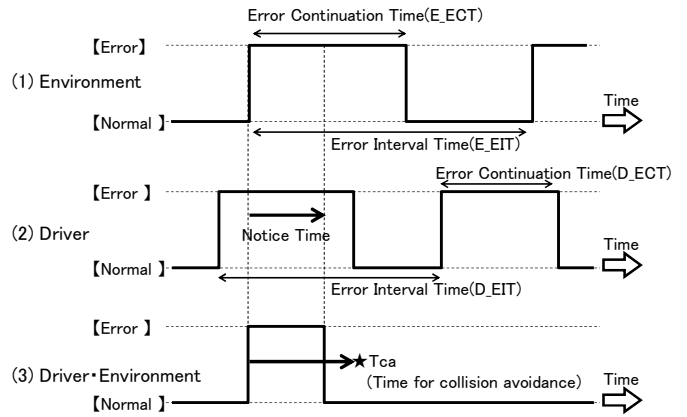 Error Continuation Time(E_ECT)
【Error】
(1) Environment
【Normal 】
Time
Error Interval Time(E_EIT)
Error Continuation Time(D_ECT)
【Error 】
(2) Driver
Notice Time
Time
【Normal 】
Error Interval Time(D_EIT)
【Error 】
★Tca
(3) Driver・Environment
(Time for collision avoidance)
Time
【Normal 】